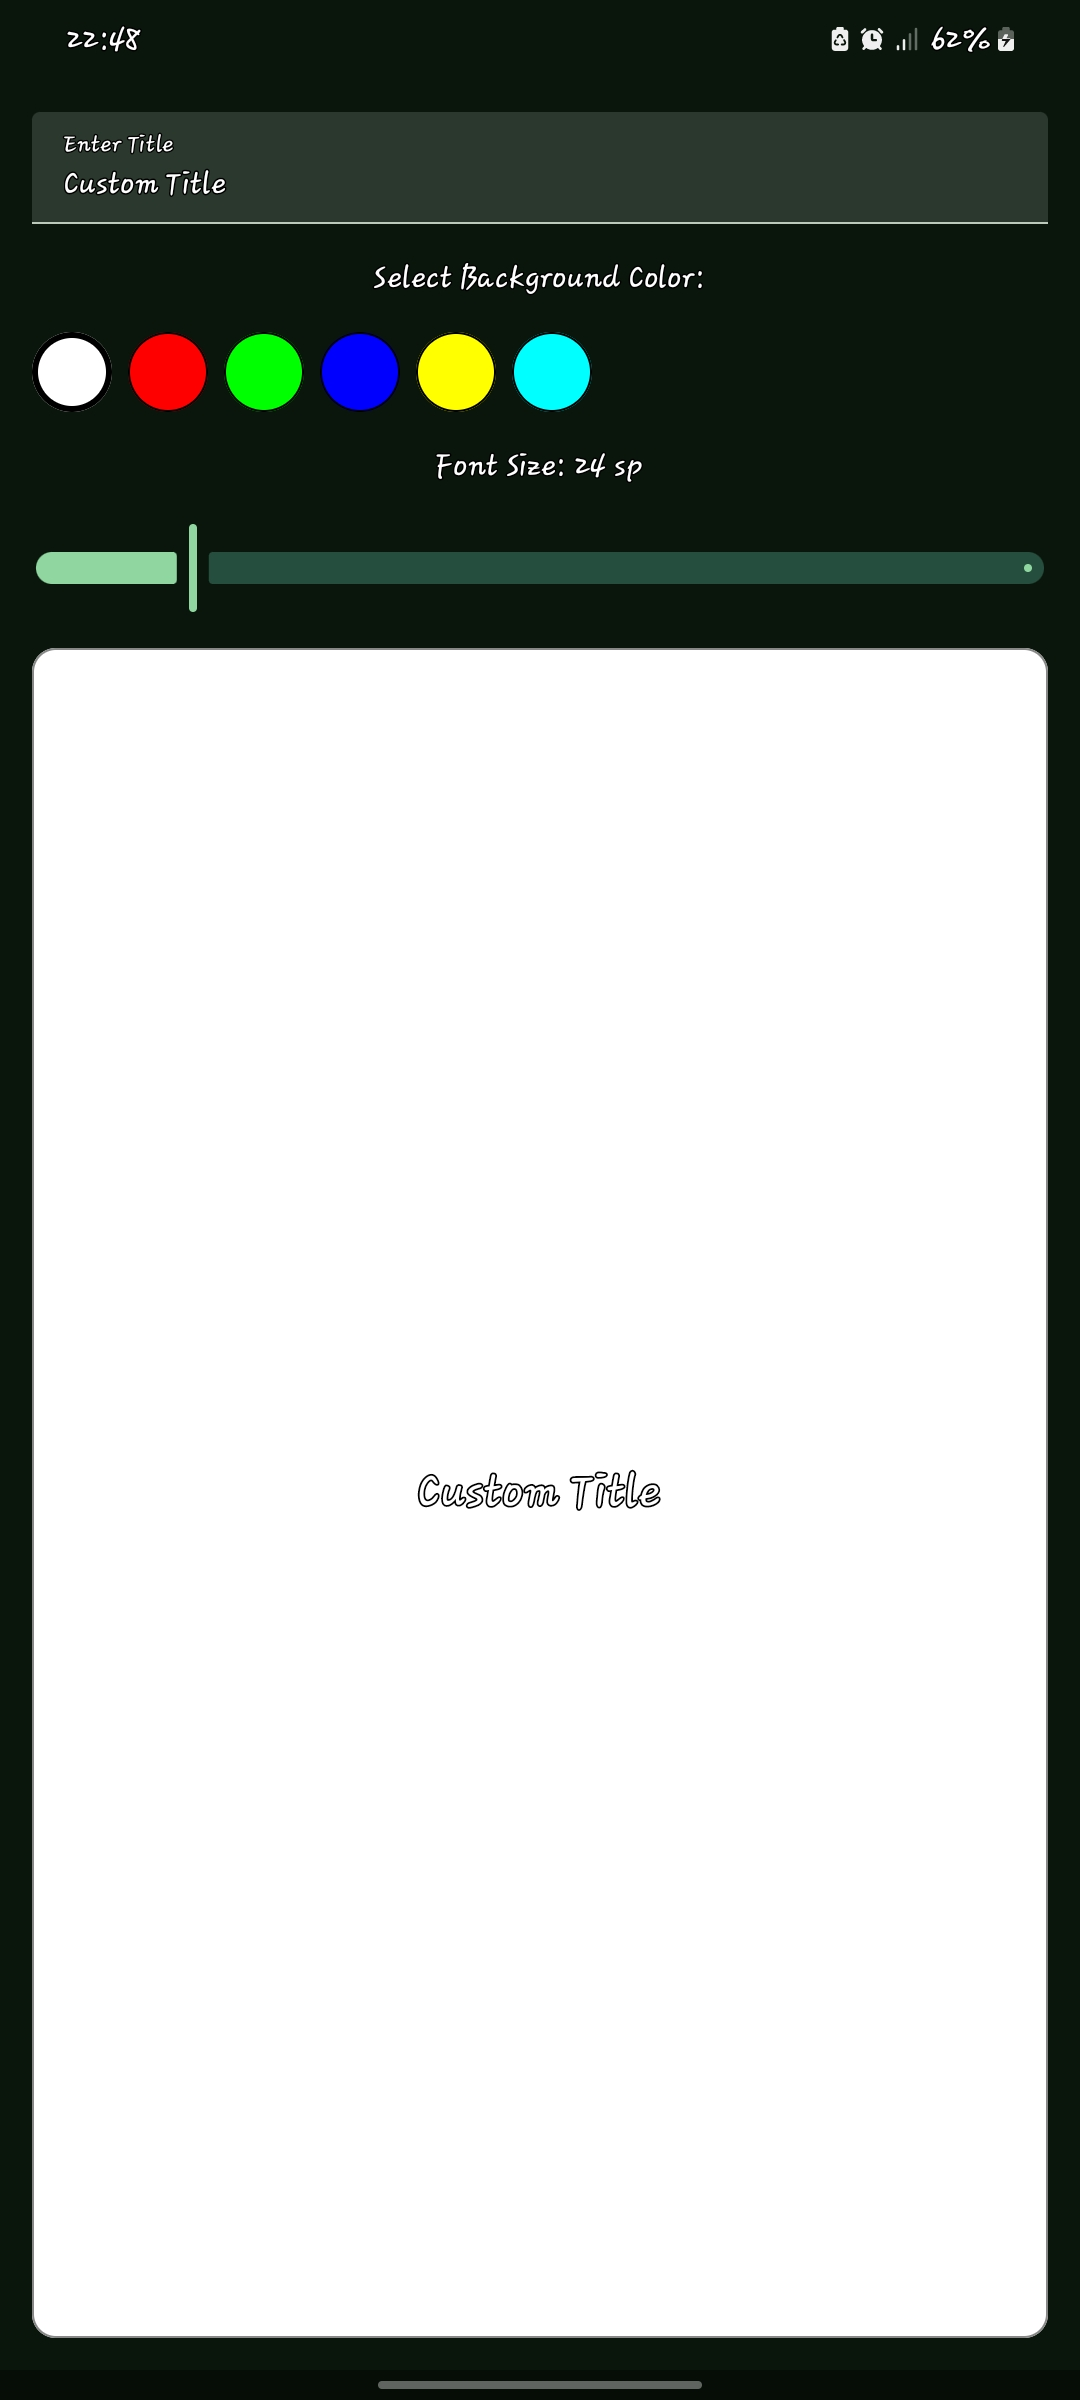 22:48 62%
Enter Title
Custom Title
Select Background Color:
Font Size: 24 sp
Custom Title